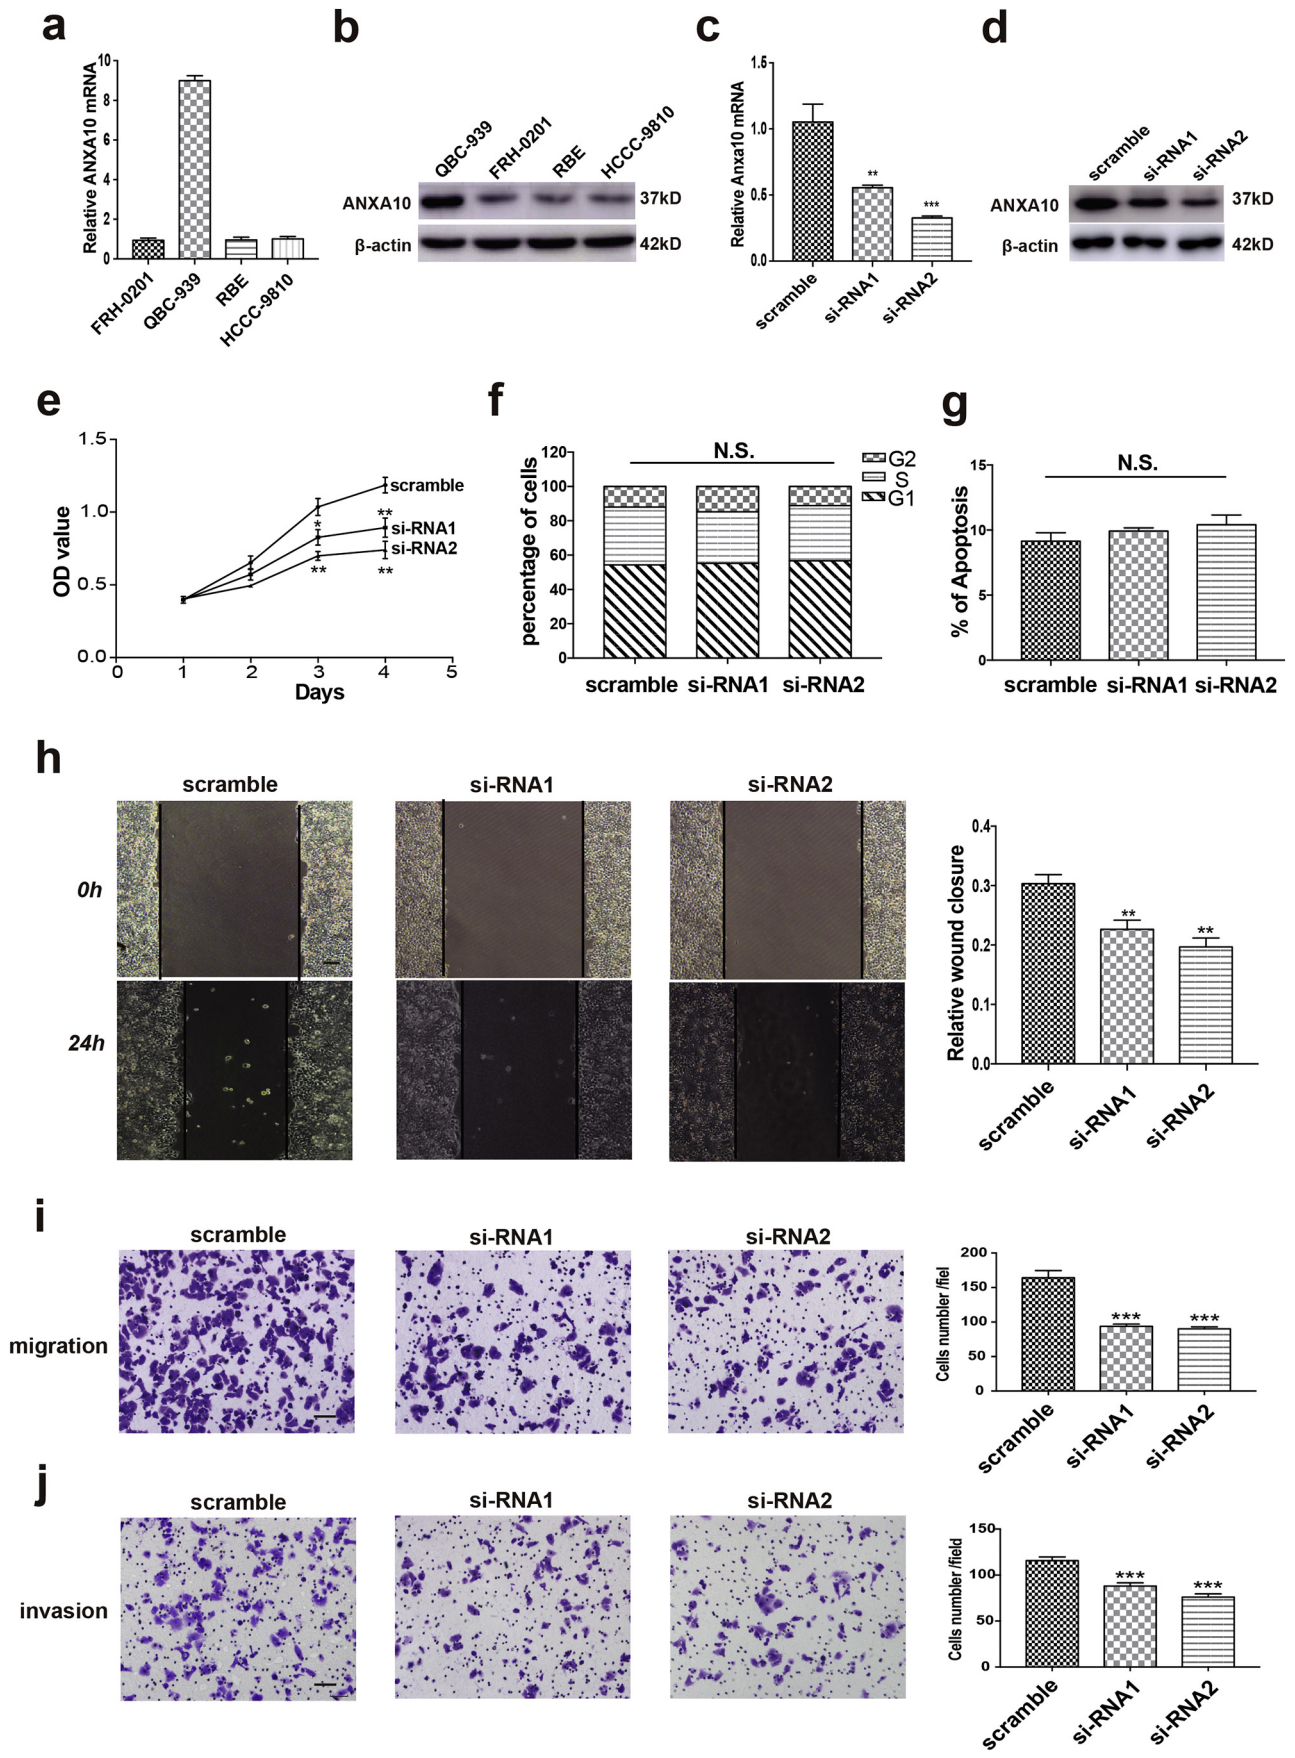 a
Relative ANXA10 mRNA
10
8
6
4
2
0
FRH-0201
QBC-939
RBE
HCCC-9810
b
QBC-939
FRH-0201
RBE
HCCC-9810
ANXA10
37kD
β-actin
42kD
c
Relative Anxa10 mRNA
1.5
1.0
0.5
0.0
**
***
scramble
si-RNA1
si-RNA2
d
scramble
si-RNA1
si-RNA2
ANXA10
37kD
β-actin
42kD
e
OD value
1.5
1.0
0.5
0.0
scramble
**
*
si-RNA1
si-RNA2
**
**
0
1
2
3
4
5
Days
f
percentage of cells
120
100
80
60
40
20
0
N.S.
G2
S
G1
scramble
si-RNA1
si-RNA2
g
% of Apoptosis
15
10
5
0
N.S.
scramble
si-RNA1
si-RNA2
h
scramble
si-RNA1
si-RNA2
0h
24h
Relative wound closure
0.4
0.3
0.2
0.1
0.0
**
**
scramble
si-RNA1
si-RNA2
i
scramble
si-RNA1
si-RNA2
migration
Cells numbler /fiel
200
150
100
50
0
***
***
scramble
si-RNA1
si-RNA2
j
scramble
si-RNA1
si-RNA2
invasion
Cells numbler /field
150
100
50
0
***
***
scramble
si-RNA1
si-RNA2